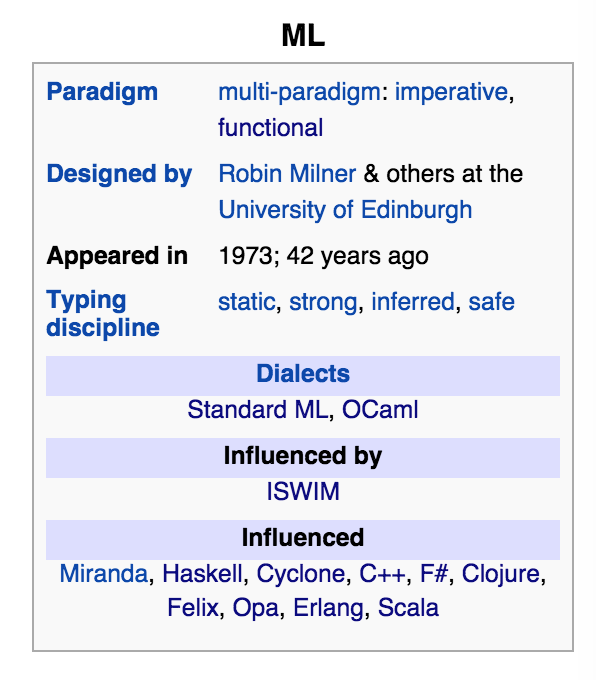 ML
Paradigm multi-paradigm: imperative,
functional
Designed by Robin Milner & others at the
University of Edinburgh
Appeared in 1973; 42 years ago
Typing static, strong, inferred, safe
discipline
Dialects
Standard ML, OCaml
Influenced by
ISWIM
Influenced
Miranda, Haskell, Cyclone, C++, F#, Clojure,
Felix, Opa, Erlang, Scala